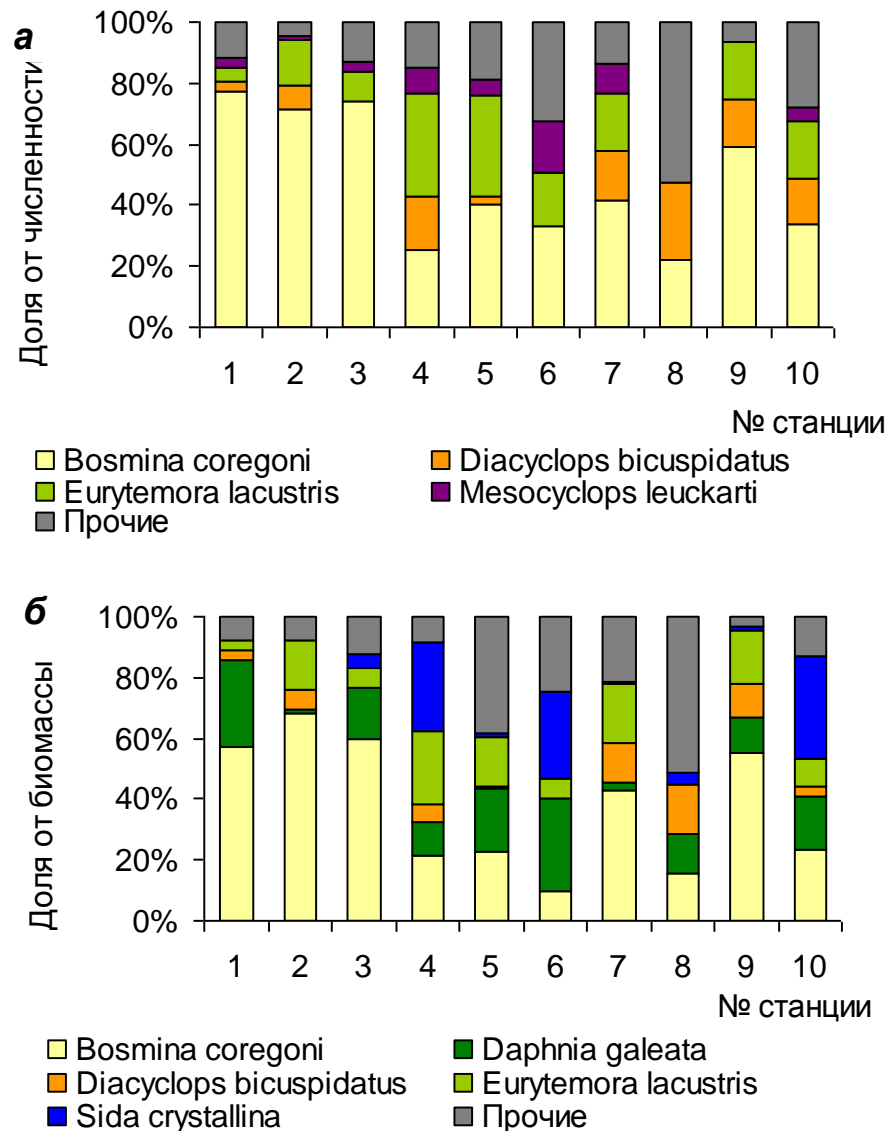 а
Доля от численности
100%
80%
60%
40%
20%
0%
1 2 3 4 5 6 7 8 9 10
№ станции
Bosmina coregoni Diacyclops bicuspidatus
Eurytemora lacustris Mesocyclops leuckarti
Прочие
б
Доля от биомассы
100%
80%
60%
40%
20%
0%
1 2 3 4 5 6 7 8 9 10
№ станции
Bosmina coregoni Daphnia galeata
Diacyclops bicuspidatus Eurytemora lacustris
Sida crystallina Прочие